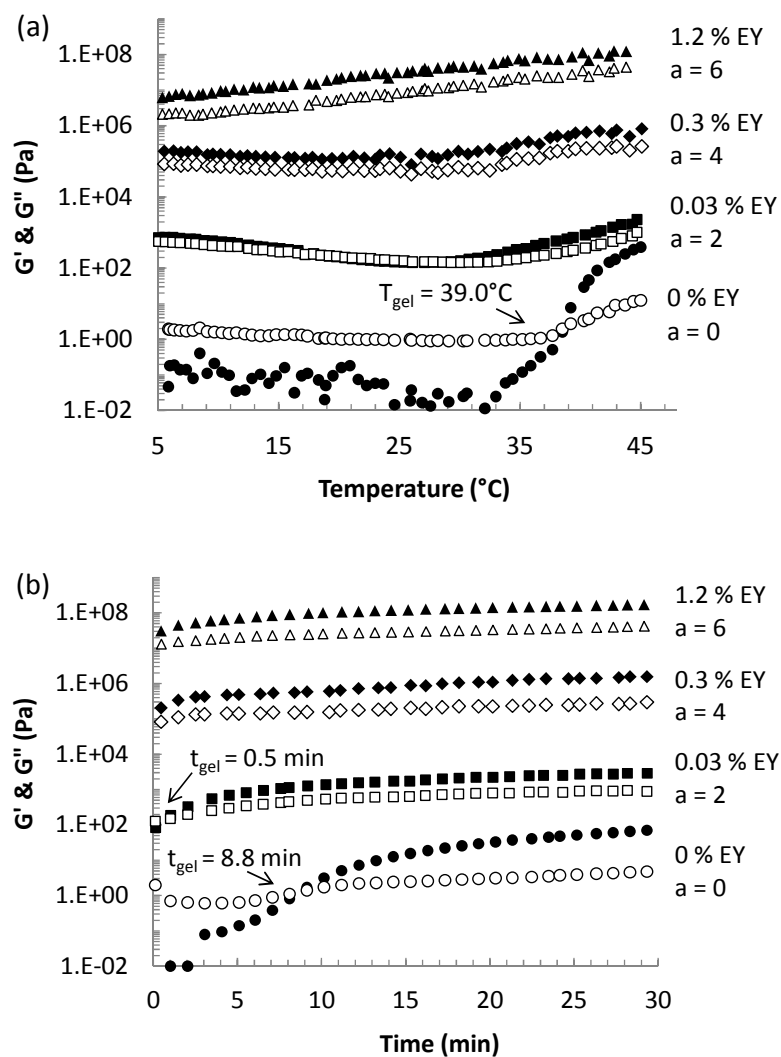 (a)
1.E+08
1.E+06
1.E+04
1.E+02
1.E+00
1.E-02
G' & G" (Pa)
1.2 % EY
a = 6
0.3 % EY
a = 4
0.03 % EY
a = 2
0 % EY
a = 0
Tgel = 39.0°C
5 15 25 35 45
Temperature (°C)
(b)
1.E+08
1.E+06
1.E+04
1.E+02
1.E+00
1.E-02
G' & G" (Pa)
1.2 % EY
a = 6
0.3 % EY
a = 4
tgel = 0.5 min
0.03 % EY
a = 2
tgel = 8.8 min
0 % EY
a = 0
0 5 10 15 20 25 30
Time (min)